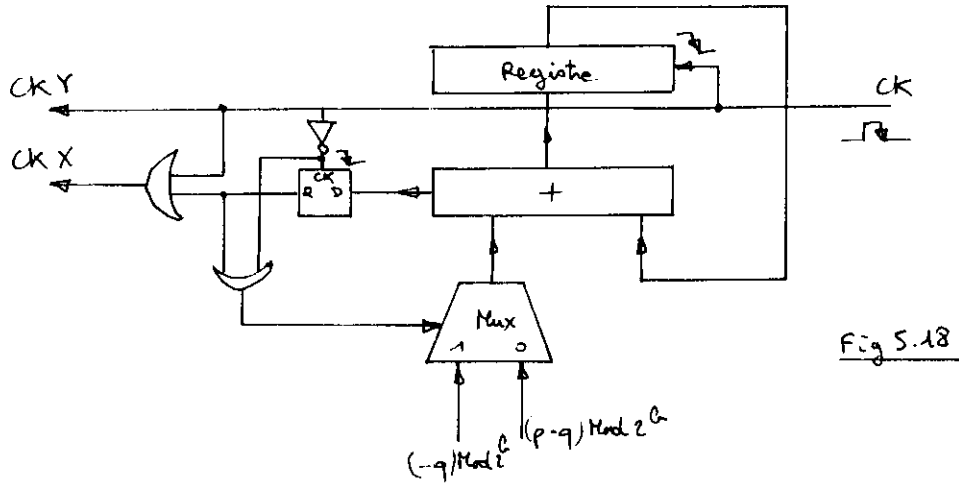 Registre
CK Y
CK
CK X
CK
Q D
+
Mux
1 0
Fig 5.18
(-q) Mod 2^n
(p-q) Mod 2^n